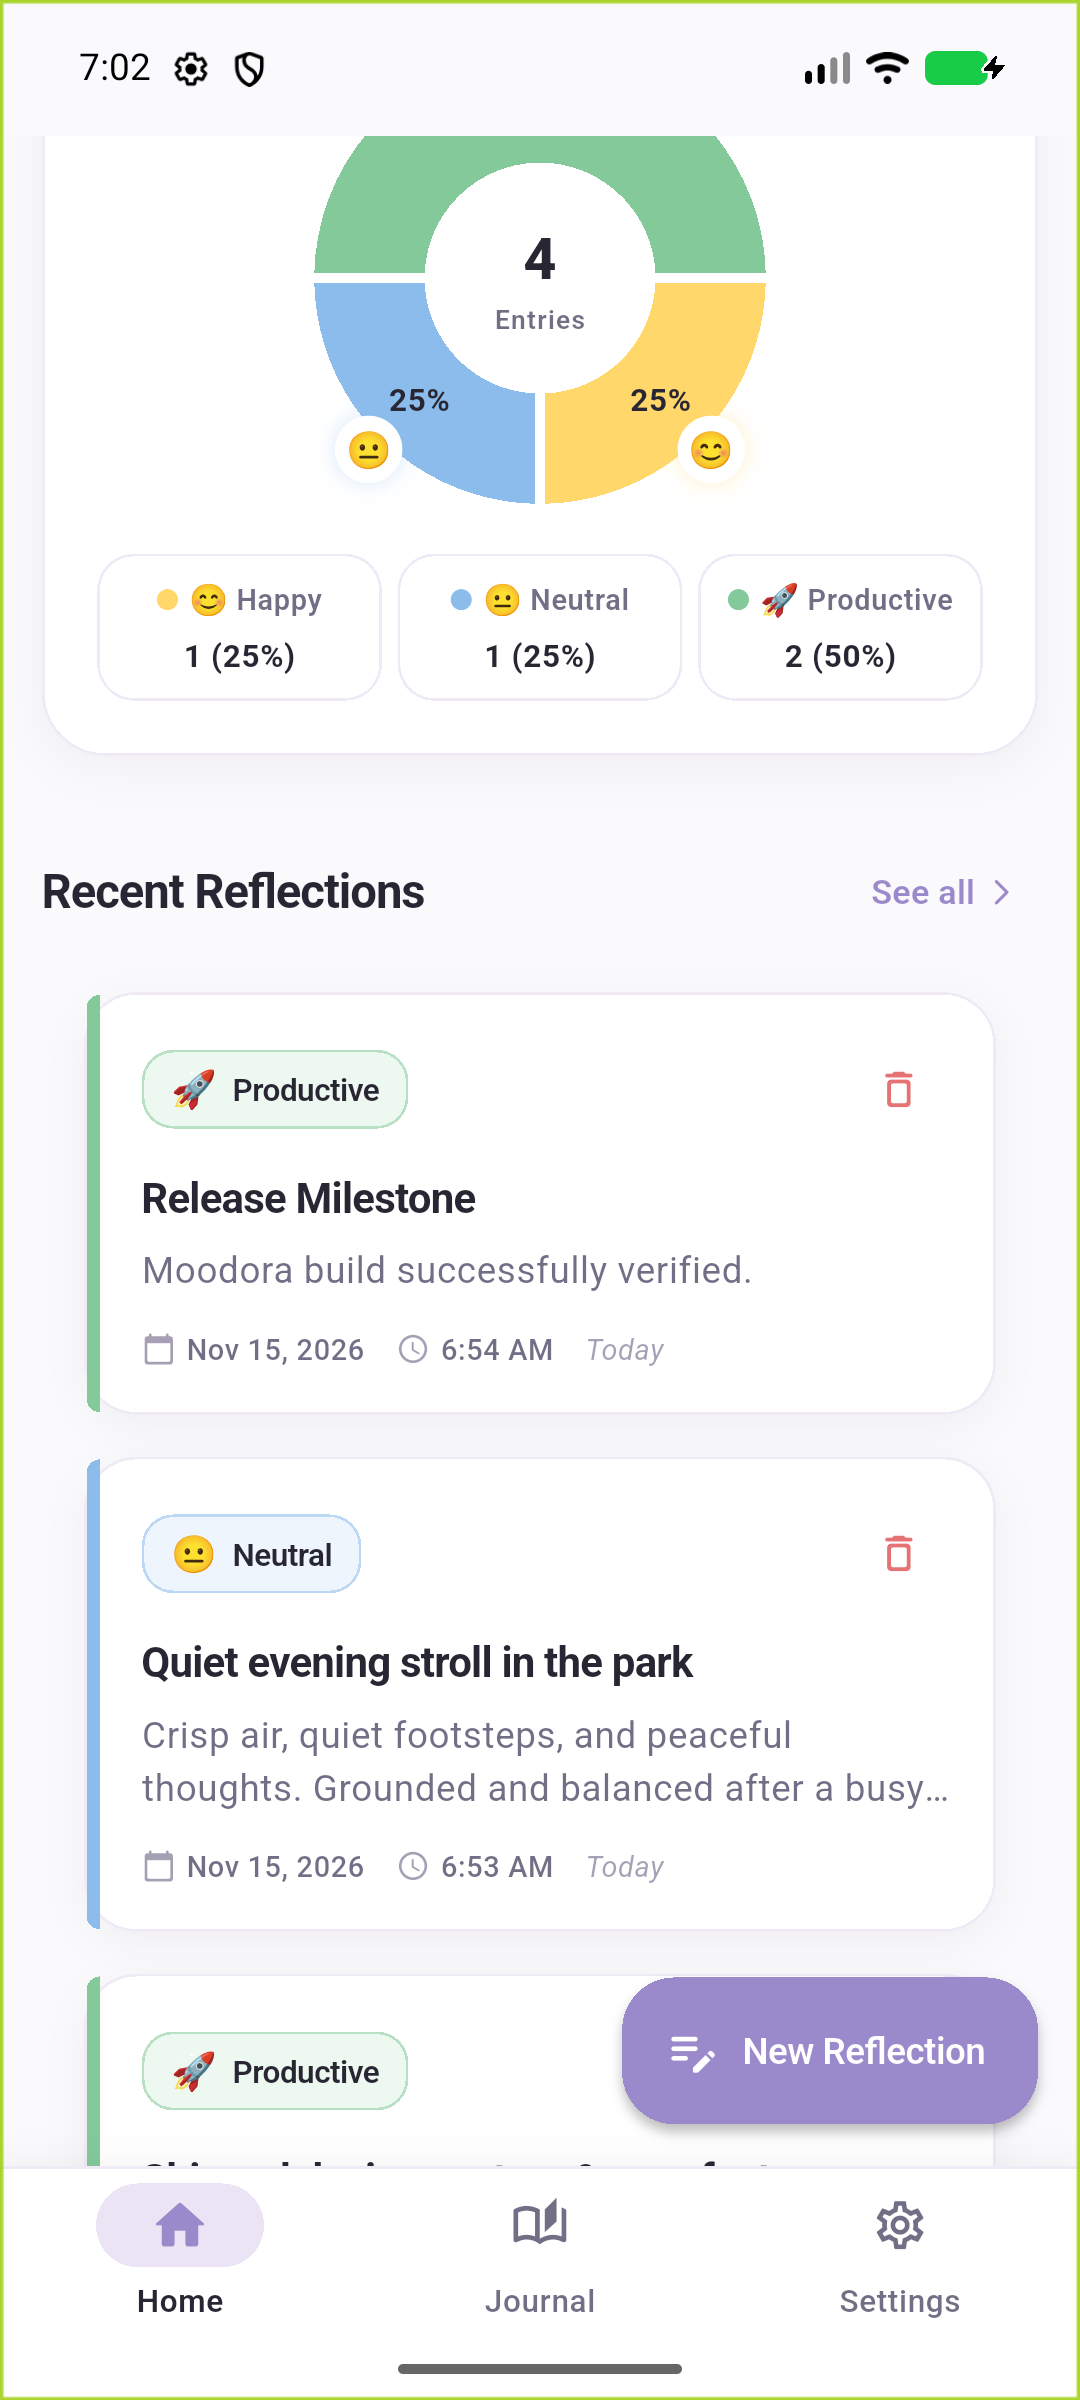 7:02
4
Entries
25%
25%
😊 Happy
1 (25%)
😐 Neutral
1 (25%)
🚀 Productive
2 (50%)
Recent Reflections
See all
🚀 Productive
Release Milestone
Moodora build successfully verified.
Nov 15, 2026 6:54 AM Today
😐 Neutral
Quiet evening stroll in the park
Crisp air, quiet footsteps, and peaceful
thoughts. Grounded and balanced after a busy…
Nov 15, 2026 6:53 AM Today
🚀 Productive
New Reflection
Home
Journal
Settings